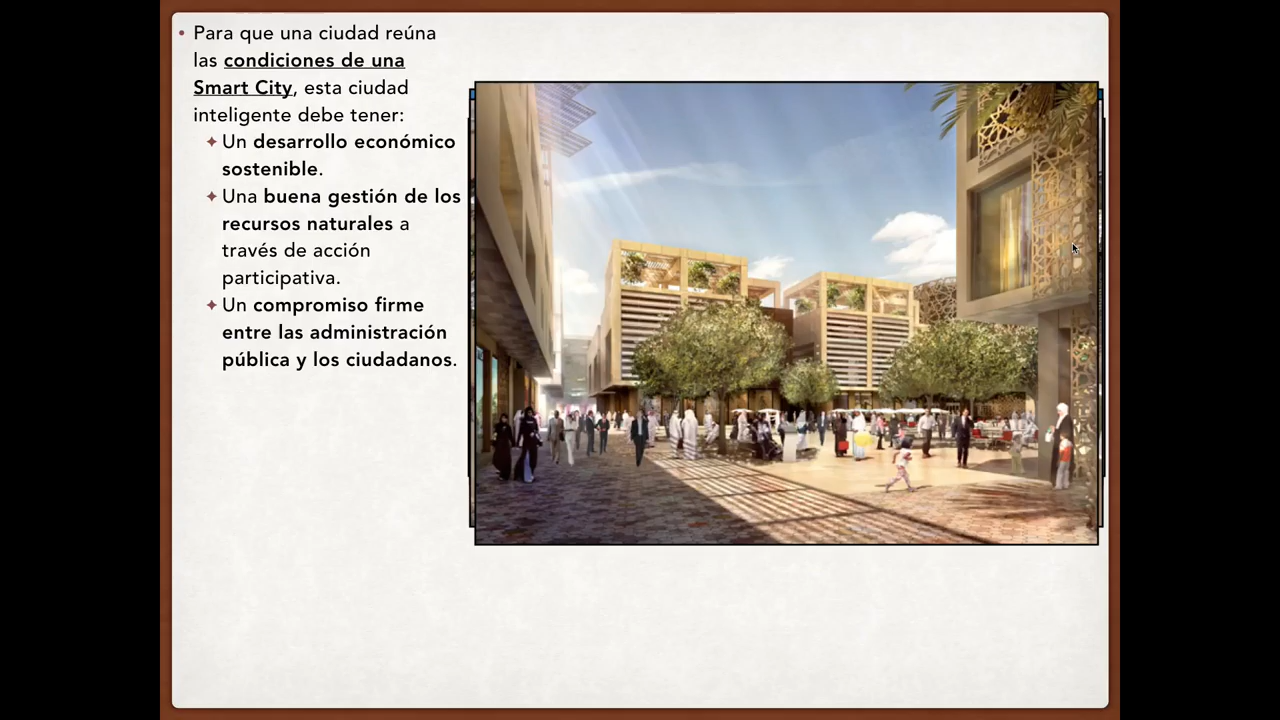 • Para que una ciudad reúna
las condiciones de una
Smart City, esta ciudad
inteligente debe tener:
✦ Un desarrollo económico
sostenible.
✦ Una buena gestión de los
recursos naturales a
través de acción
participativa.
✦ Un compromiso firme
entre las administración
pública y los ciudadanos.